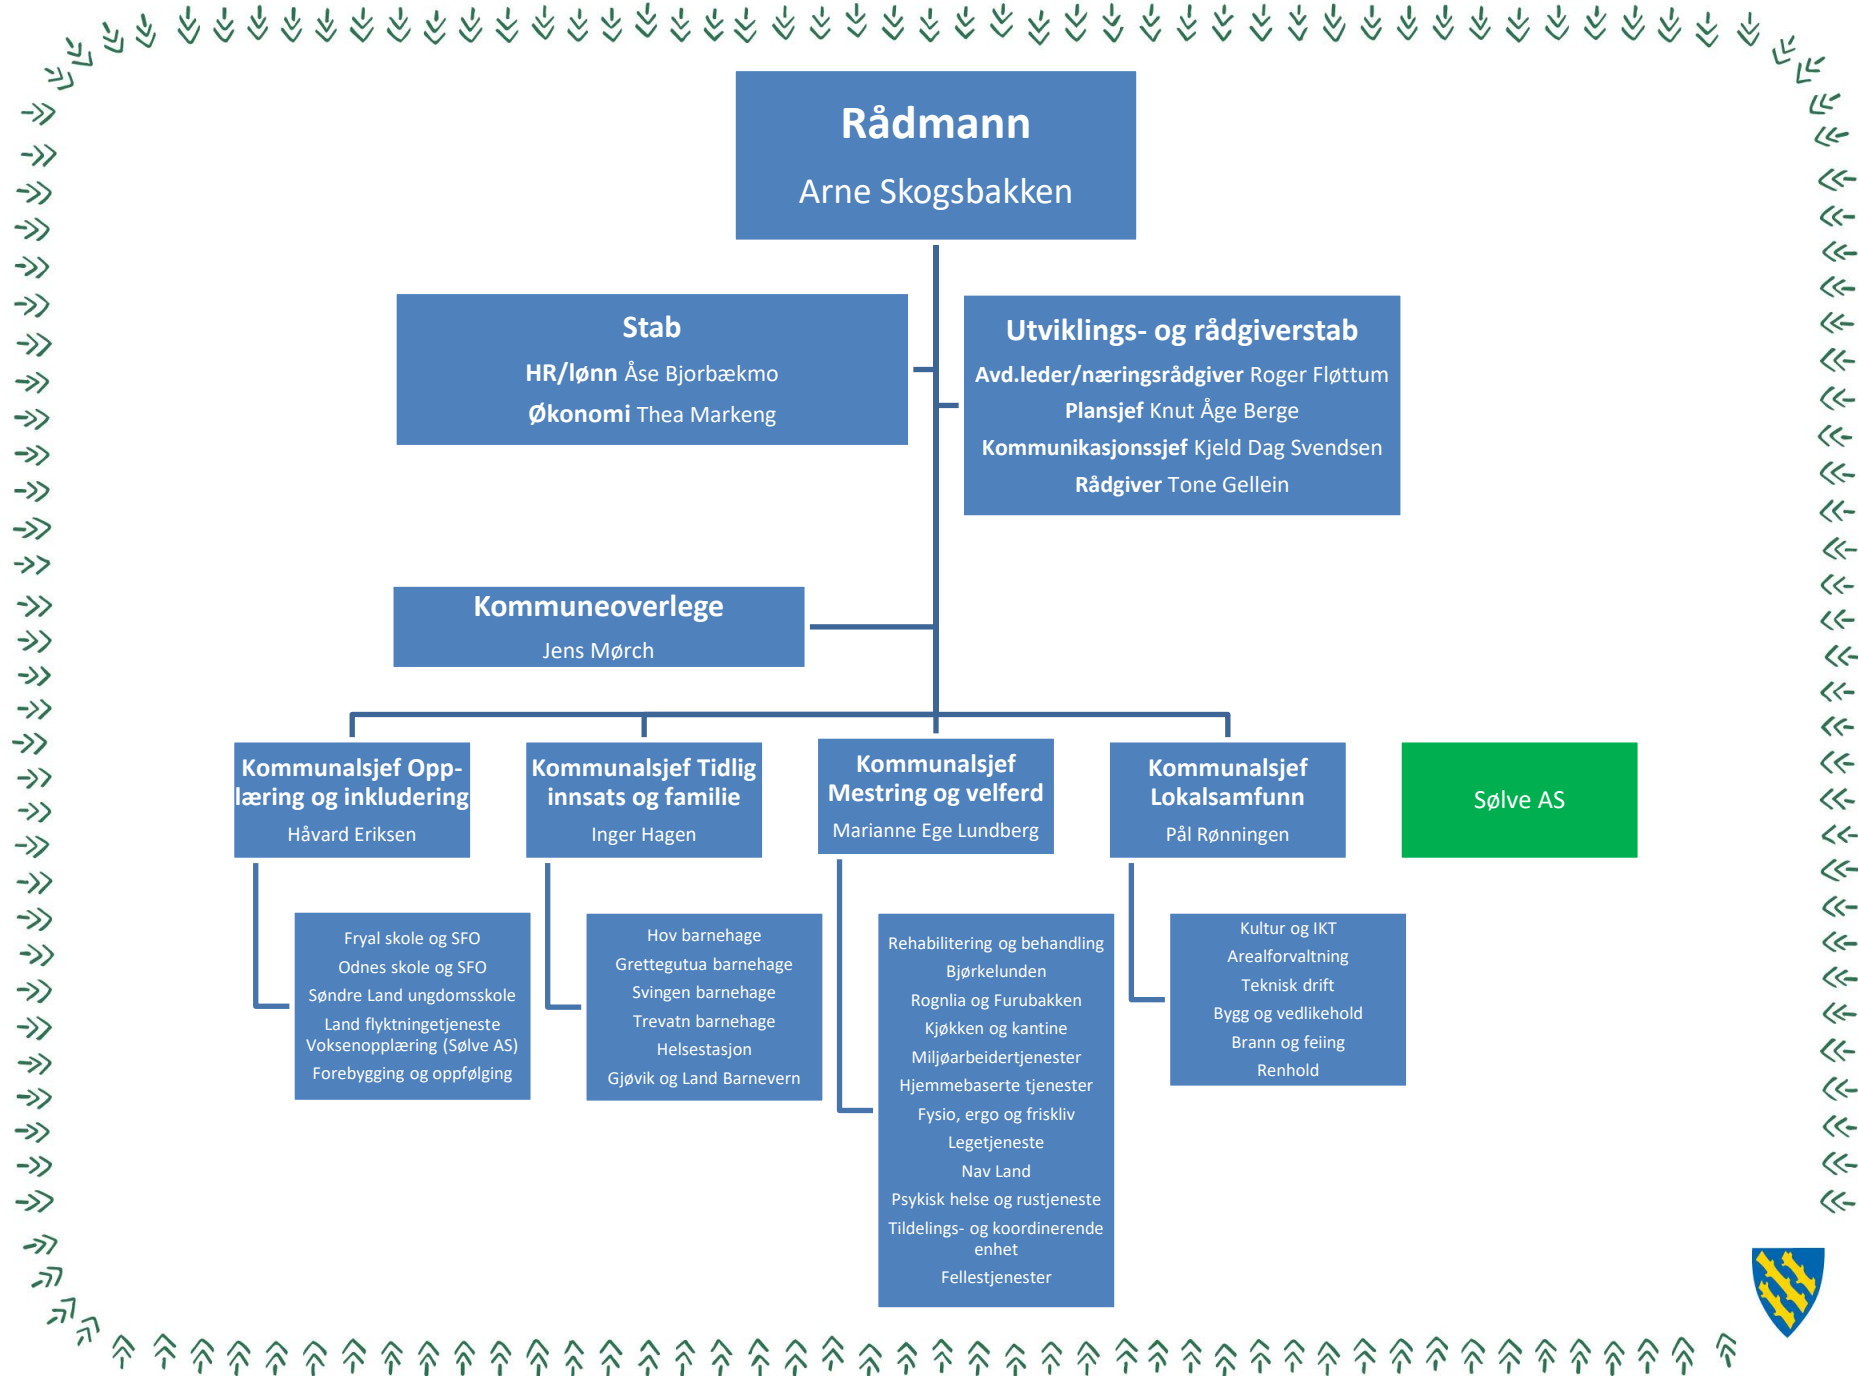 Rådmann
Arne Skogsbakken
Stab
HR/lønn Åse Bjorbækmo
Økonomi Thea Markeng
Utviklings- og rådgiverstab
Avd.leder/næringsrådgiver Roger Fløttum
Plansjef Knut Åge Berge
Kommunikasjonssjef Kjeld Dag Svendsen
Rådgiver Tone Gellein
Kommuneoverlege
Jens Mørch
Kommunalsjef Opp-
læring og inkludering
Håvard Eriksen
Kommunalsjef Tidlig
innsats og familie
Inger Hagen
Kommunalsjef
Mestring og velferd
Marianne Ege Lundberg
Kommunalsjef
Lokalsamfunn
Pål Rønningen
Sølve AS
Fryal skole og SFO
Odnes skole og SFO
Søndre Land ungdomsskole
Land flyktningetjeneste
Voksenopplæring (Sølve AS)
Forebygging og oppfølging
Hov barnehage
Grettegutua barnehage
Svingen barnehage
Trevatn barnehage
Helsestasjon
Gjøvik og Land Barnevern
Rehabilitering og behandling
Bjørkelunden
Rognlia og Furubakken
Kjøkken og kantine
Miljøarbeidertjenester
Hjemmebaserte tjenester
Fysio, ergo og friskliv
Legetjeneste
Nav Land
Psykisk helse og rustjeneste
Tildelings- og koordinerende
enhet
Fellestjenester
Kultur og IKT
Arealforvaltning
Teknisk drift
Bygg og vedlikehold
Brann og feiing
Renhold